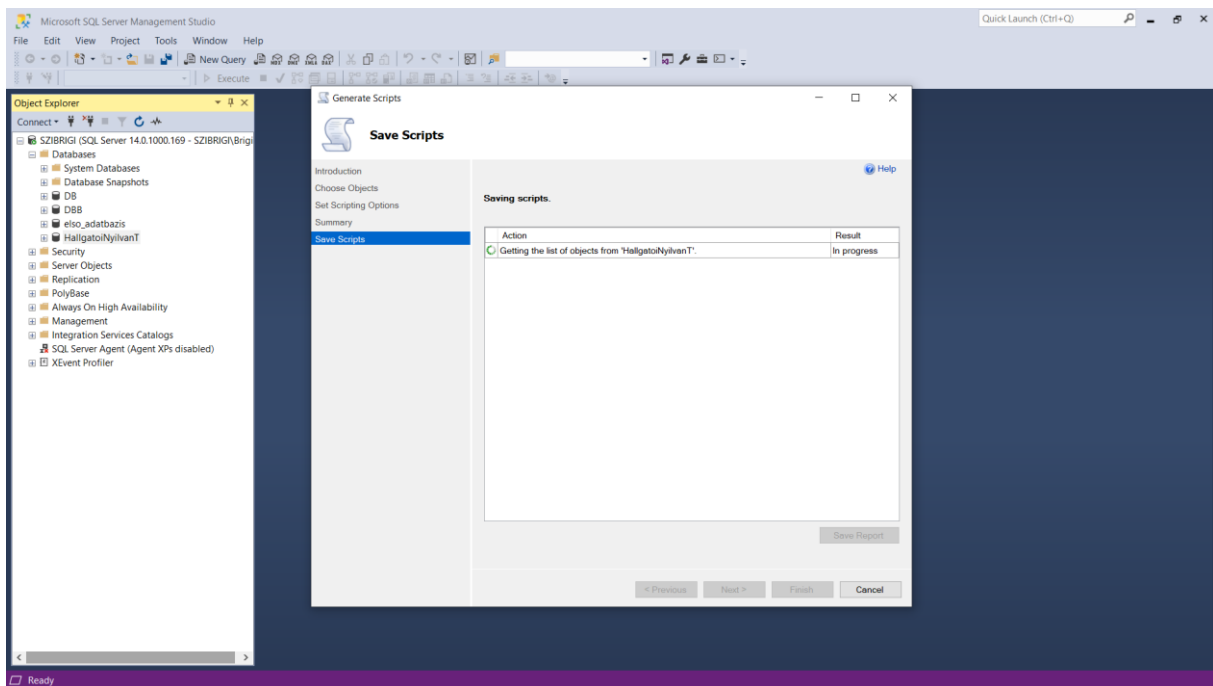 Microsoft SQL Server Management Studio
Quick Launch (Ctrl+Q)
File Edit View Project Tools Window Help
New Query
Execute
Object Explorer
Connect
SZIBRIGI (SQL Server 14.0.1000.169 - SZIBRIGI\Brigi
Databases
System Databases
Database Snapshots
DB
DBB
elso_adatbazis
HallgatoiNyilvanT
Security
Server Objects
Replication
PolyBase
Always On High Availability
Management
Integration Services Catalogs
SQL Server Agent (Agent XPs disabled)
XEvent Profiler
Generate Scripts
Save Scripts
Introduction
Choose Objects
Set Scripting Options
Summary
Save Scripts
Help
Saving scripts.
Action Result
Getting the list of objects from 'HallgatoiNyilvanT'. In progress
Save Report
< Previous Next > Finish Cancel
Ready